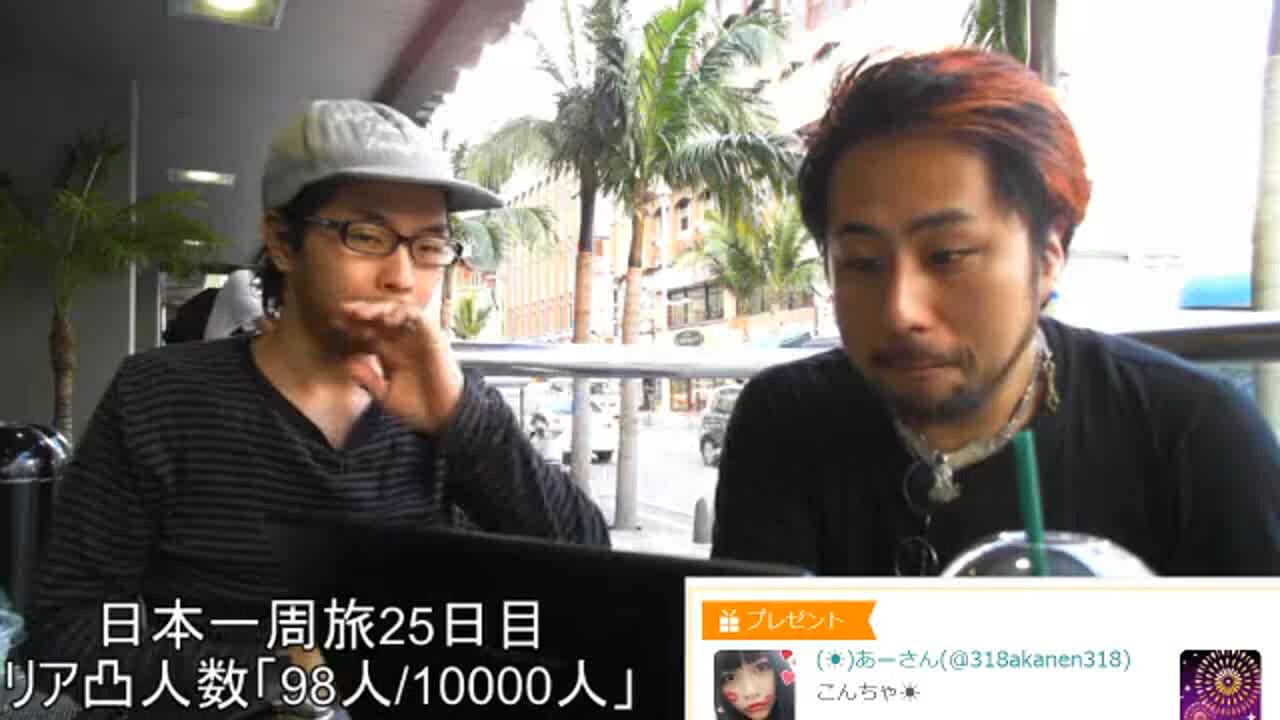 日本一周旅25日目
リア凸人数「98人/10000人」
プレゼント
(☀)あーさん(@318akanen318)
こんちゃ☀